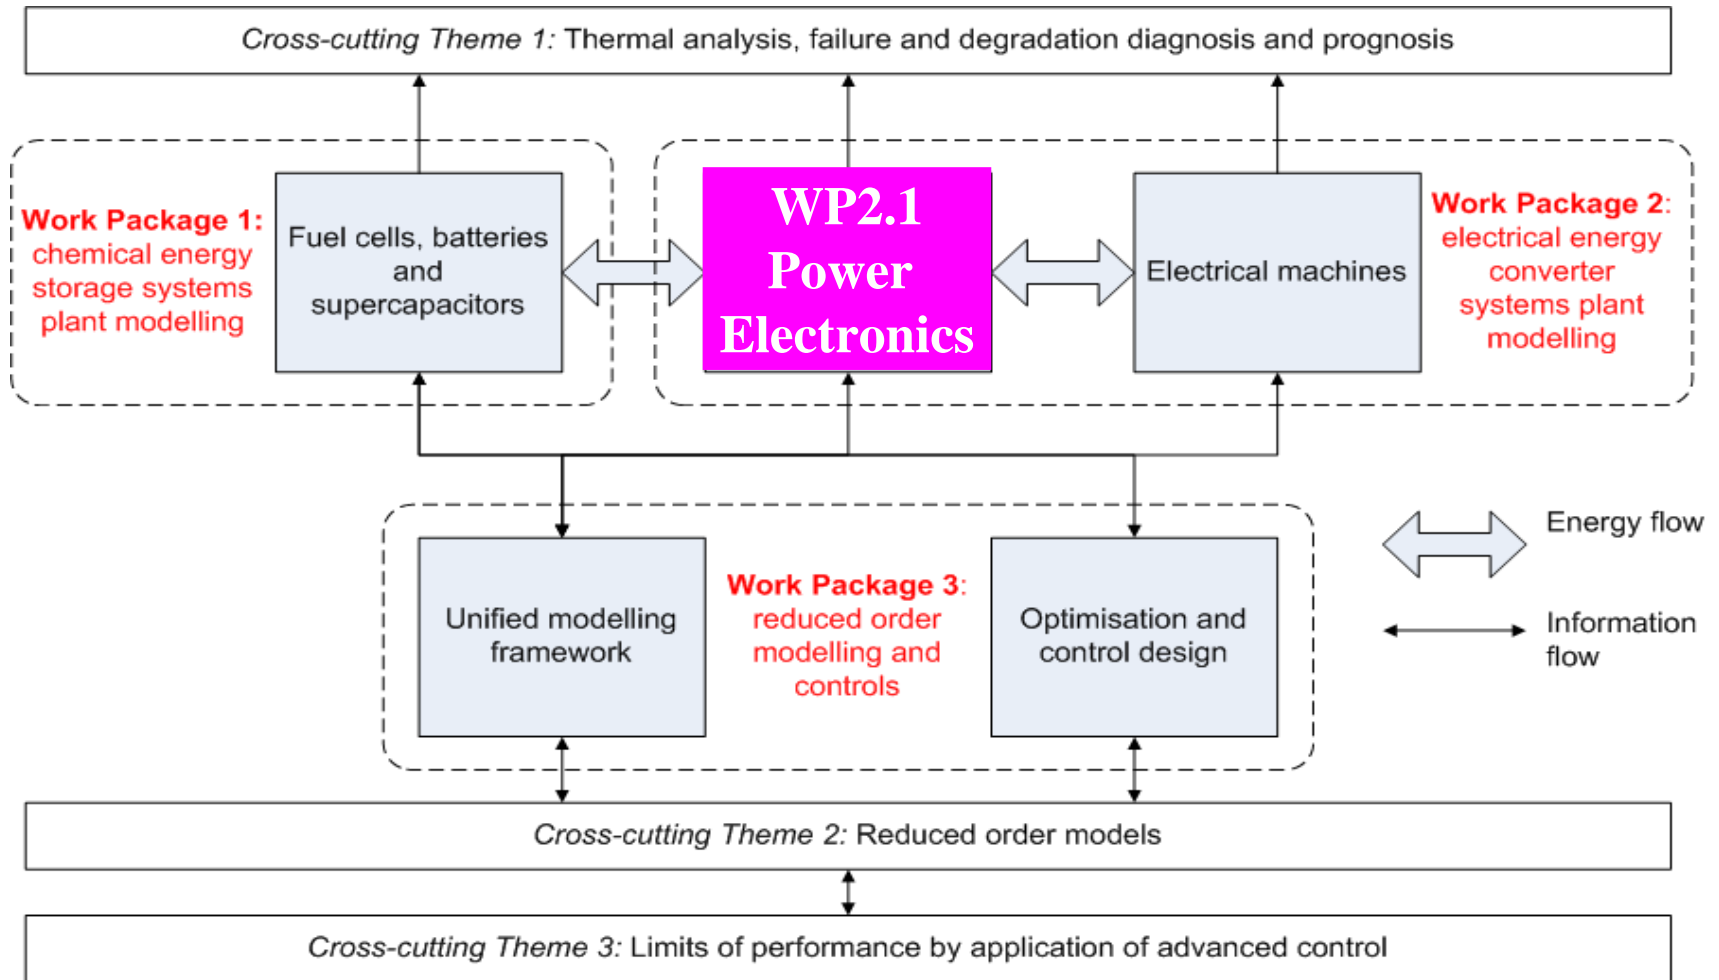 Cross-cutting Theme 1: Thermal analysis, failure and degradation diagnosis and prognosis
Work Package 1:
chemical energy
storage systems
plant modelling
Fuel cells, batteries
and
supercapacitors
WP2.1
Power
Electronics
Electrical machines
Work Package 2:
electrical energy
converter
systems plant
modelling
Unified modelling
framework
Work Package 3:
reduced order
modelling and
controls
Optimisation and
control design
Energy flow
Information
flow
Cross-cutting Theme 2: Reduced order models
Cross-cutting Theme 3: Limits of performance by application of advanced control